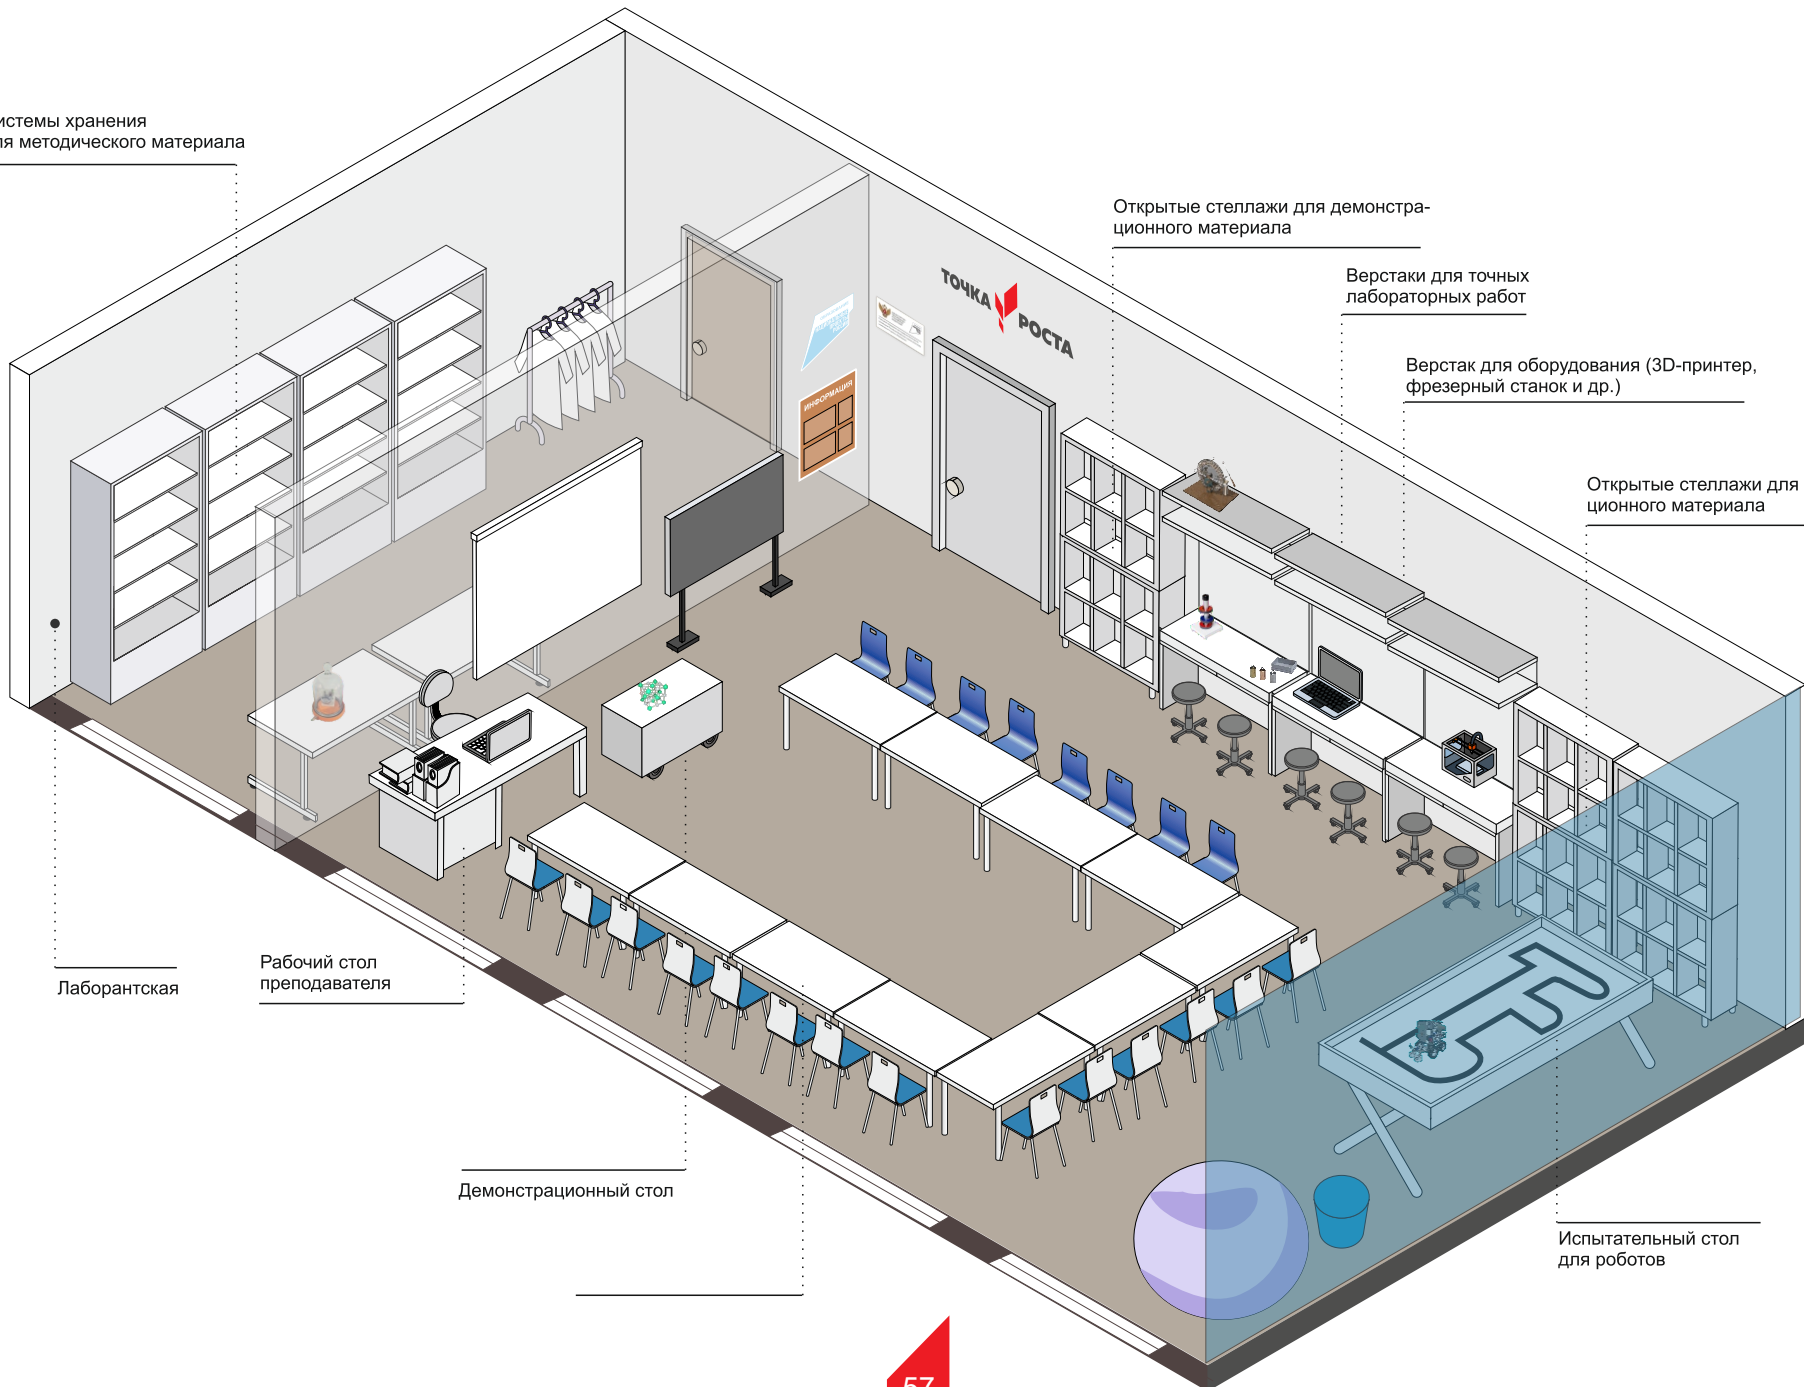 истемы хранения
ля методического материала
Открытые стеллажи для демонстра-
ционного материала
Верстаки для точных
лабораторных работ
Верстак для оборудования (3D-принтер,
фрезерный станок и др.)
Открытые стеллажи для
ционного материала
ТОЧКА
РОСТА
ИНФОРМАЦИЯ
Лаборантская
Рабочий стол
преподавателя
Демонстрационный стол
Испытательный стол
для роботов
57